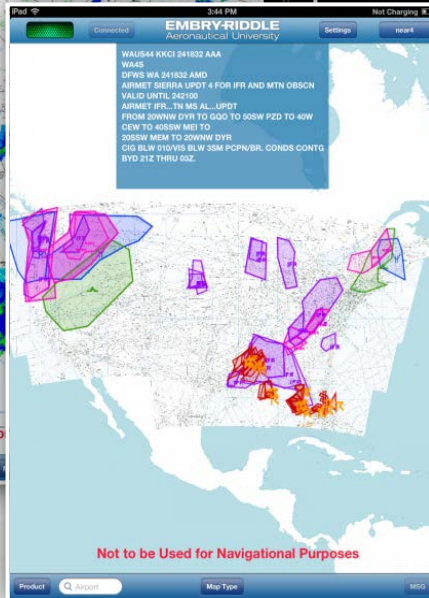 iPad
3:44 PM
Not Charging
Connected
EMBRY-RIDDLE
Aeronautical University
Settings
near4
WAUS44 KKCI 241832 AAA
WA4S
DFWS WA 241832 AMD
AIRMET SIERRA UPDT 4 FOR IFR AND MTN OBSCN
VALID UNTIL 242100
AIRMET IFR...TN MS AL...UPDT
FROM 20WNW DYR TO GQO TO 50SW PZD TO 40W
CEW TO 40SSW MEI TO
20SSW MEM TO 20WNW DYR
CIG BLW 010/VIS BLW 3SM PCPN/BR. CONDS CONTG
BYD 21Z THRU 03Z.
IFR
IFR
IFR
Not to be Used for Navigational Purposes
Product
Airport
Map Type
MSG